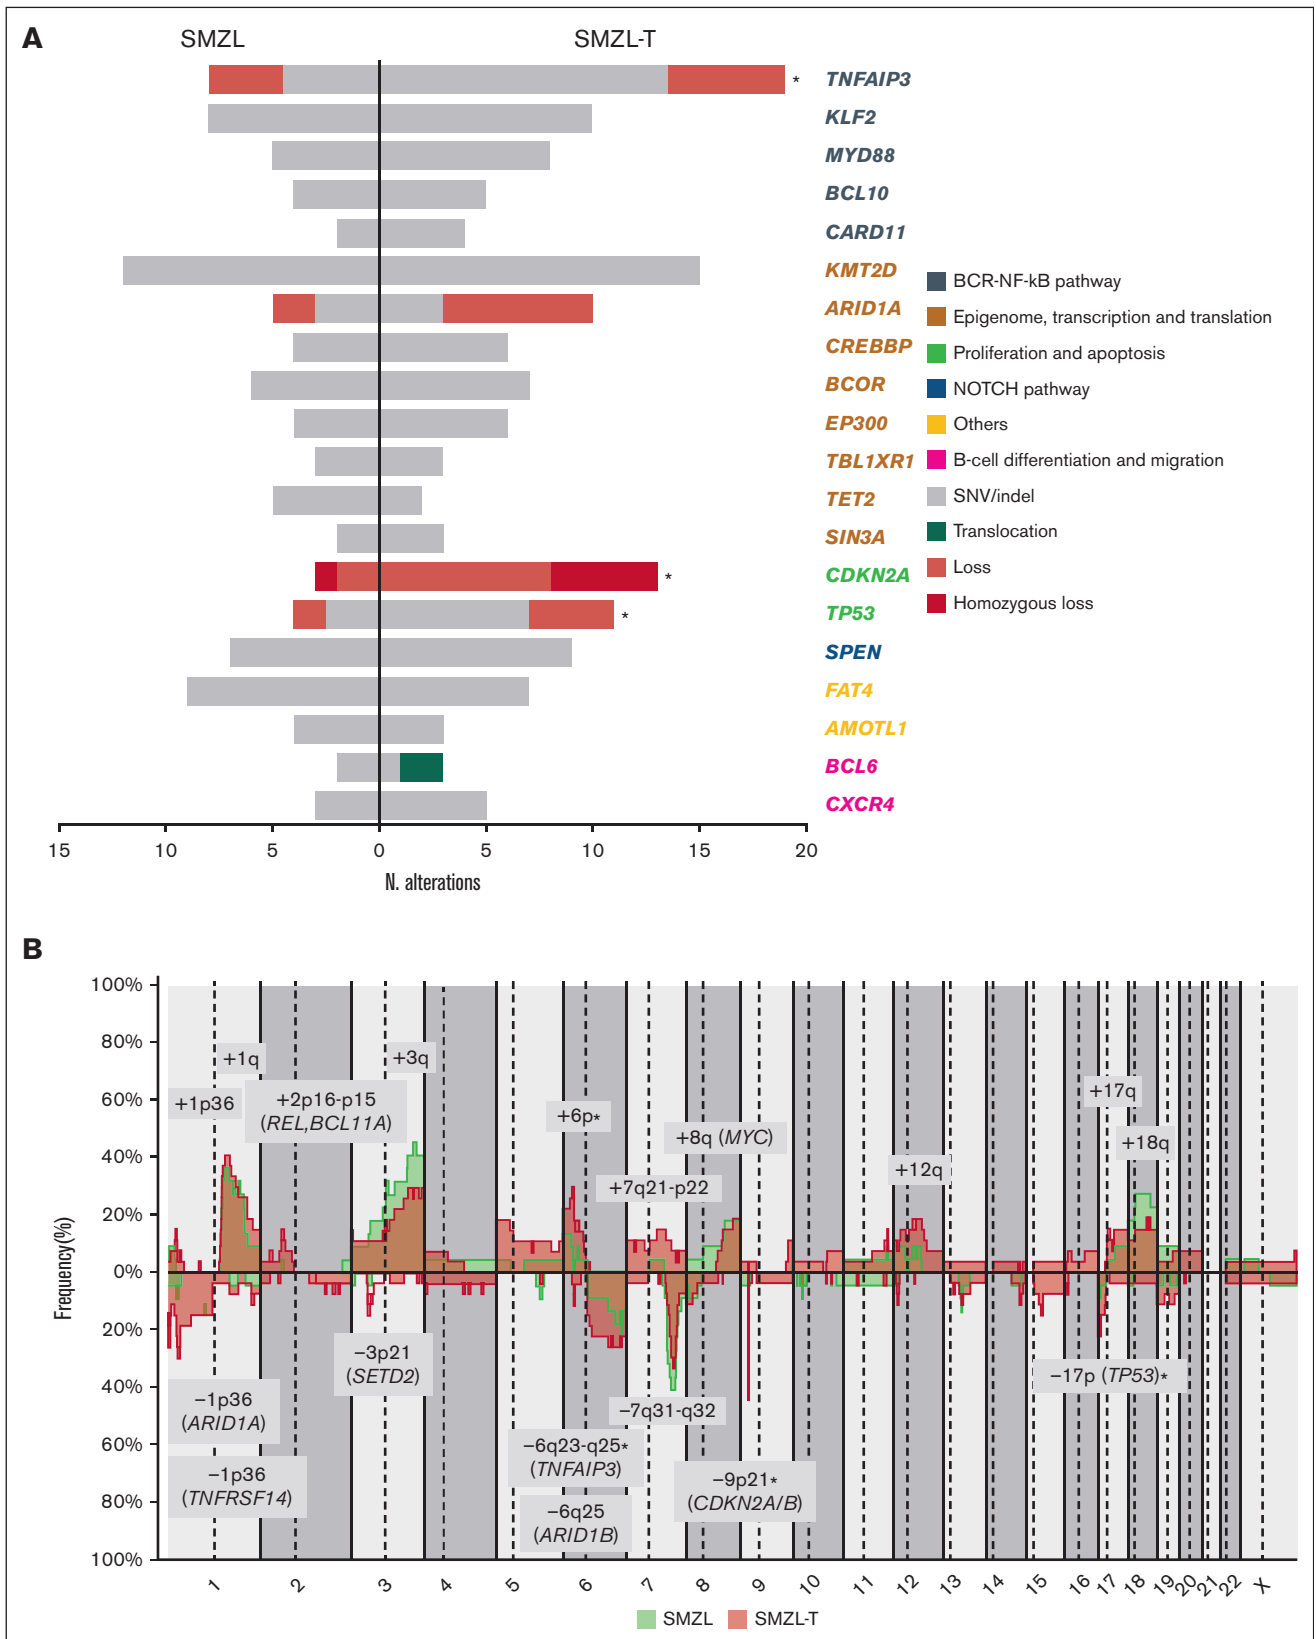 A
SMZL
SMZL-T
*
TNFAIP3
KLF2
MYD88
BCL10
CARD11
KMT2D
ARID1A
CREBBP
BCOR
EP300
TBL1XR1
TET2
SIN3A
*
CDKN2A
*
TP53
SPEN
FAT4
AMOTL1
BCL6
CXCR4
BCR-NF-kB pathway
Epigenome, transcription and translation
Proliferation and apoptosis
NOTCH pathway
Others
B-cell differentiation and migration
SNV/indel
Translocation
Loss
Homozygous loss
15 10 5 0 5 10 15 20
N. alterations
B
100%
80%
60%
40%
20%
0%
20%
40%
60%
80%
100%
Frequency(%)
+1q
+3q
+1p36
+2p16-p15
(REL,BCL11A)
+6p*
+17q
+8q (MYC)
+18q
+12q
+7q21-p22
−3p21
(SETD2)
−17p (TP53)*
−1p36
(ARID1A)
−7q31-q32
−6q23-q25*
(TNFAIP3)
−1p36
(TNFRSF14)
−9p21*
(CDKN2A/B)
−6q25
(ARID1B)
1 2 3 4 5 6 7 8 9 10 11 12 13 14 15 16 17 18 19 20 21 22 X
SMZL
SMZL-T